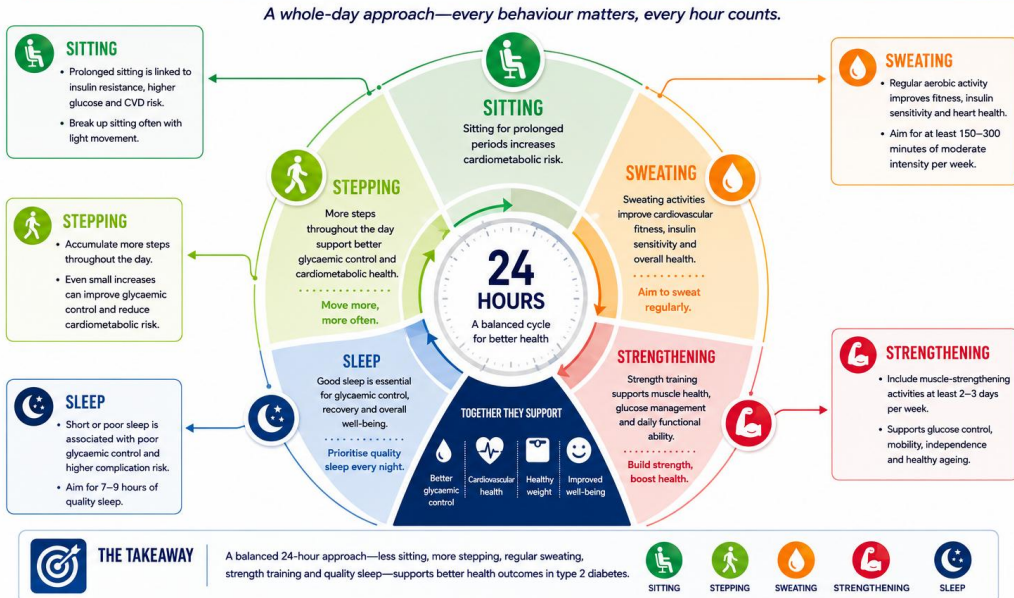 A whole-day approach—every behaviour matters, every hour counts.
SITTING
• Prolonged sitting is linked to
insulin resistance, higher
glucose and CVD risk.
• Break up sitting often with
light movement.
STEPPING
• Accumulate more steps
throughout the day.
• Even small increases
can improve glycaemic
control and reduce
cardiometabolic risk.
SLEEP
• Short or poor sleep is
associated with poor
glycaemic control and
higher complication risk.
• Aim for 7–9 hours of
quality sleep.
SITTING
Sitting for prolonged
periods increases
cardiometabolic risk.
STEPPING
More steps
throughout the day
support better
glycaemic control and
cardiometabolic health.
Move more,
more often.
SWEATING
Sweating activities
improve cardiovascular
fitness, insulin
sensitivity and
overall health.
Aim to sweat
regularly.
24
HOURS
A balanced cycle
for better health
SLEEP
Good sleep is essential
for glycaemic control,
recovery and overall
well-being.
Prioritise quality
sleep every night.
STRENGTHENING
Strength training
supports muscle health,
glucose management
and daily functional
ability.
Build strength,
boost health.
TOGETHER THEY SUPPORT
Better
glycaemic
control
Cardiovascular
health
Healthy
weight
Improved
well-being
SWEATING
• Regular aerobic activity
improves fitness, insulin
sensitivity and heart health.
• Aim for at least 150–300
minutes of moderate
intensity per week.
STRENGTHENING
• Include muscle-strengthening
activities at least 2–3 days
per week.
• Supports glucose control,
mobility, independence
and healthy ageing.
THE TAKEAWAY
A balanced 24-hour approach—less sitting, more stepping, regular sweating,
strength training and quality sleep—supports better health outcomes in type 2 diabetes.
SITTING
STEPPING
SWEATING
STRENGTHENING
SLEEP